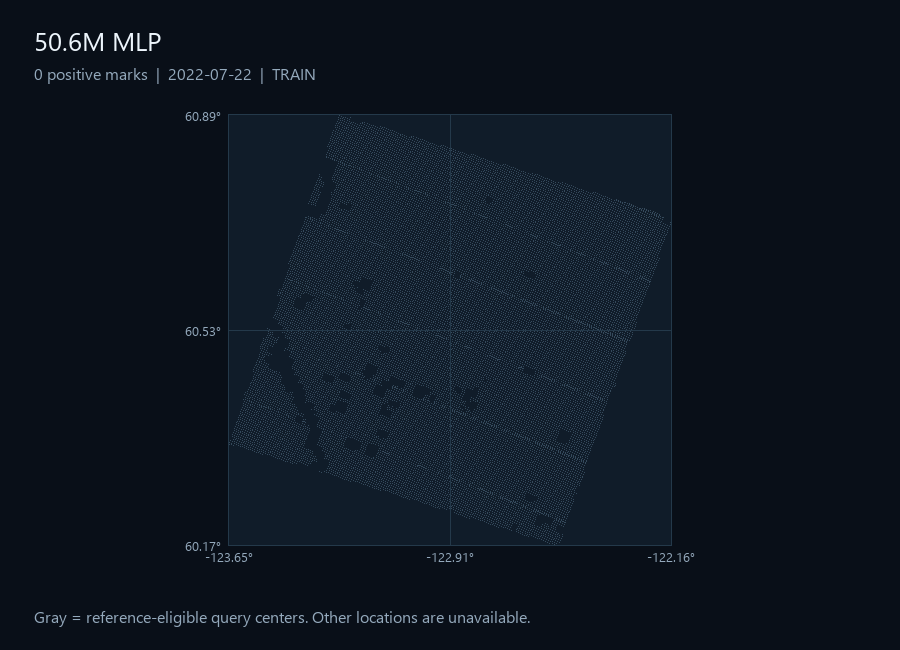 50.6M MLP
0 positive marks | 2022-07-22 | TRAIN
60.89°
60.53°
60.17°
-123.65°
-122.91°
-122.16°
Gray = reference-eligible query centers. Other locations are unavailable.